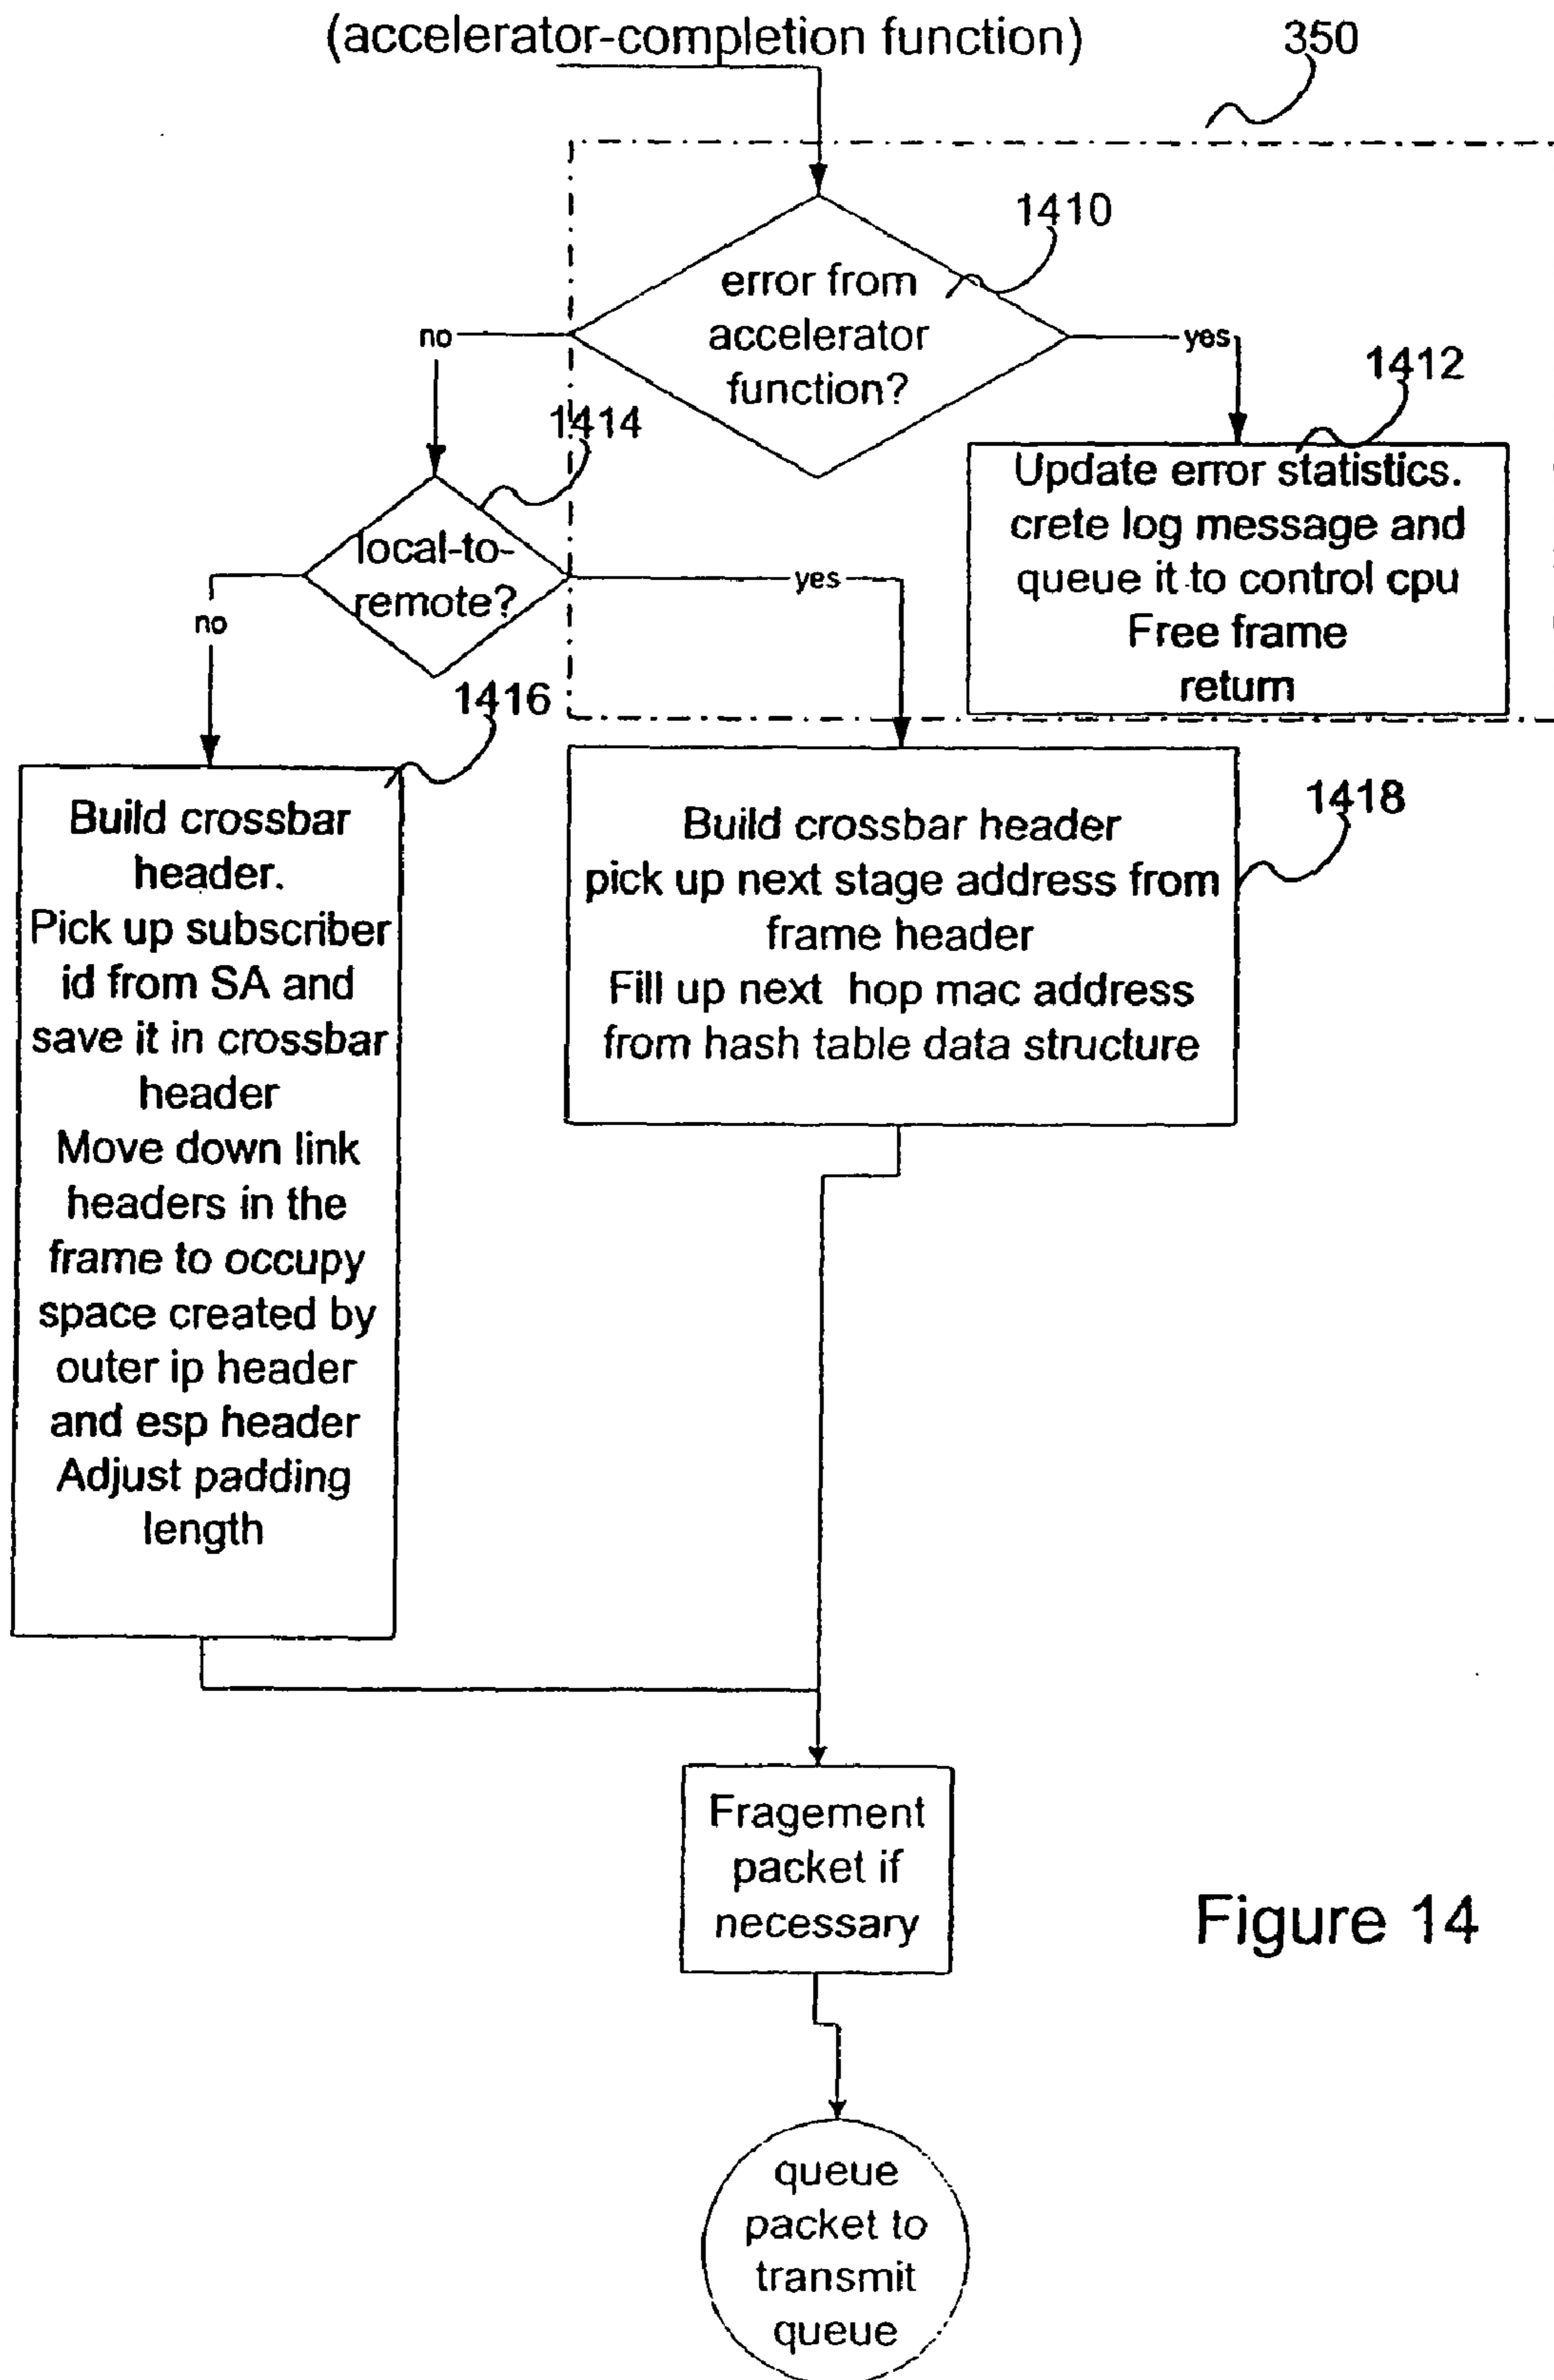 (accelerator-completion function)
350
1410
error from
accelerator
function?
no
yes
1412
Update error statistics.
crete log message and
queue it to control cpu
Free frame
return
1414
local-to-
remote?
no
yes
1416
Build crossbar
header.
Pick up subscriber
id from SA and
save it in crossbar
header
Move down link
headers in the
frame to occupy
space created by
outer ip header
and esp header
Adjust padding
length
1418
Build crossbar header
pick up next stage address from
frame header
Fill up next hop mac address
from hash table data structure
Fragement
packet if
necessary
Figure 14
queue
packet to
transmit
queue